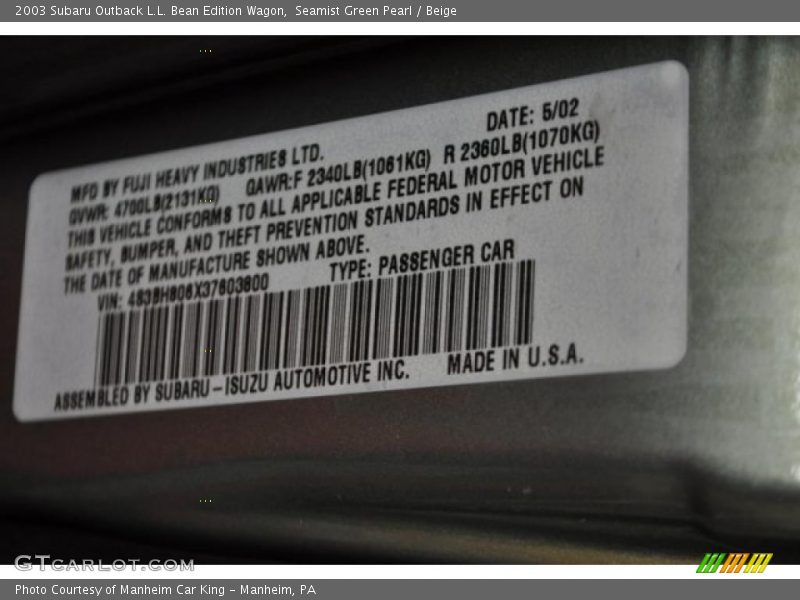 2003 Subaru Outback L.L. Bean Edition Wagon,  Seamist Green Pearl / Beige
DATE: 5/02
MFD BY FUJI HEAVY INDUSTRIES LTD.
GVWR: 4700LB(2131KG) GAWR:F 2340LB(1061KG) R 2360LB(1070KG)
THIS VEHICLE CONFORMS TO ALL APPLICABLE FEDERAL MOTOR VEHICLE
SAFETY, BUMPER, AND THEFT PREVENTION STANDARDS IN EFFECT ON
THE DATE OF MANUFACTURE SHOWN ABOVE.
VIN: 4S3BH806X37603800 TYPE: PASSENGER CAR
ASSEMBLED BY SUBARU-ISUZU AUTOMOTIVE INC. MADE IN U.S.A.
GTCARLOT.COM
Photo Courtesy of Manheim Car King - Manheim, PA